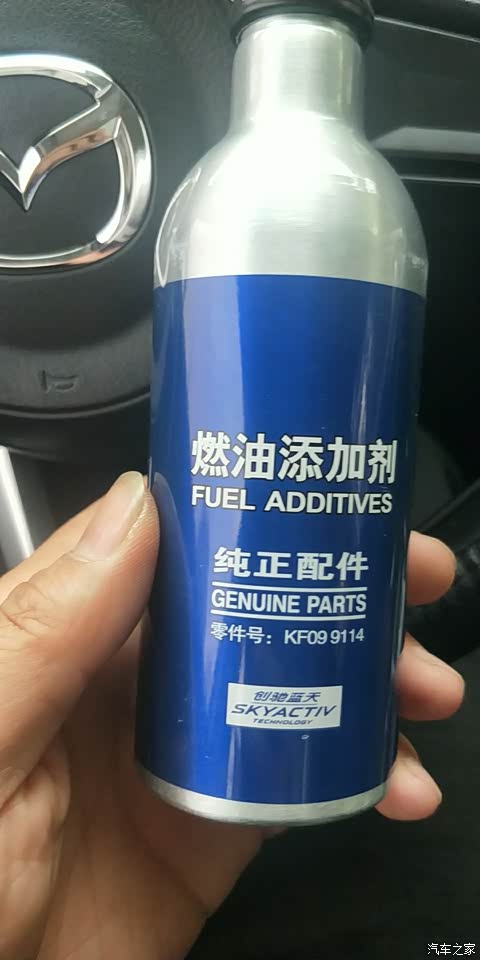 燃油添加剂
FUEL ADDITIVES
纯正配件
GENUINE PARTS
零件号：KF09 9114
创驰蓝天
SKYACTIV
TECHNOLOGY
汽车之家